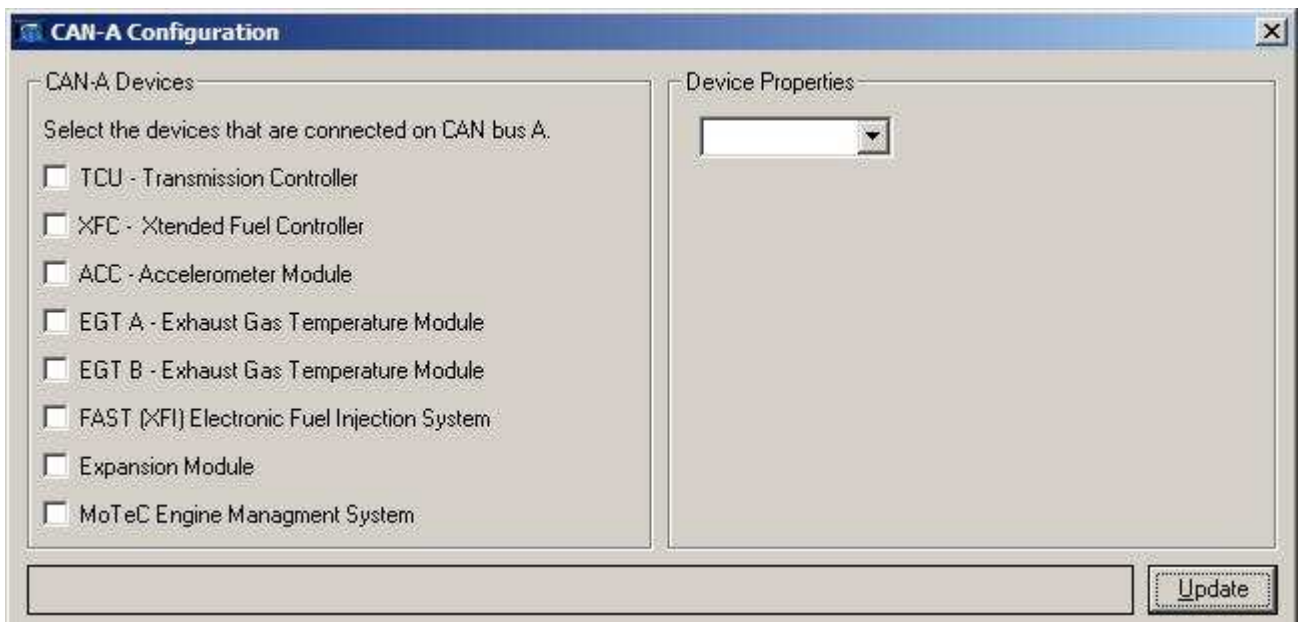 CAN-A Configuration
CAN-A Devices
Select the devices that are connected on CAN bus A.
TCU - Transmission Controller
XFC - Xtended Fuel Controller
ACC - Accelerometer Module
EGT A - Exhaust Gas Temperature Module
EGT B - Exhaust Gas Temperature Module
FAST (XFI) Electronic Fuel Injection System
Expansion Module
MoTeC Engine Managment System
Device Properties
Update